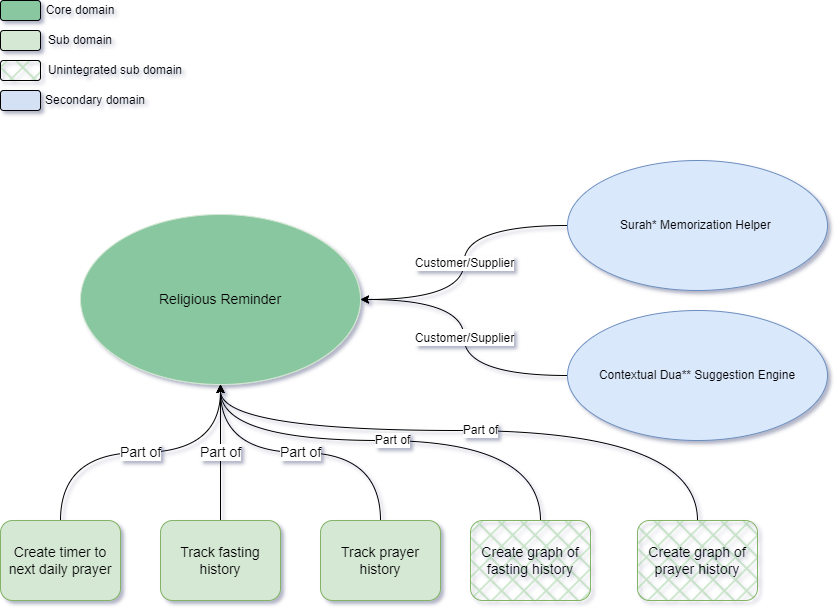 Core domain
Sub domain
Unintegrated sub domain
Secondary domain
Surah* Memorization Helper
Customer/Supplier
Religious Reminder
Customer/Supplier
Contextual Dua** Suggestion Engine
Part of
Part of
Part of
Part of
Part of
Create timer to
next daily prayer
Track fasting
history
Track prayer
history
Create graph of
fasting history
Create graph of
prayer history